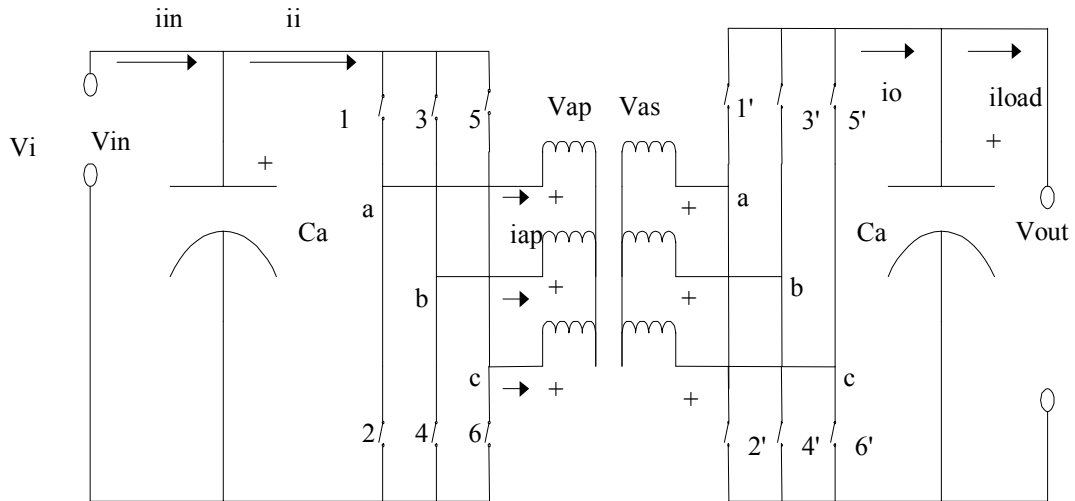 iin ii
io iload
Vap Vas
1 3 5
1' 3' 5'
Vi Vin
+ +
a iap + + a
Ca Ca Vout
b + + b
c + + c
2 4 6
2' 4' 6'